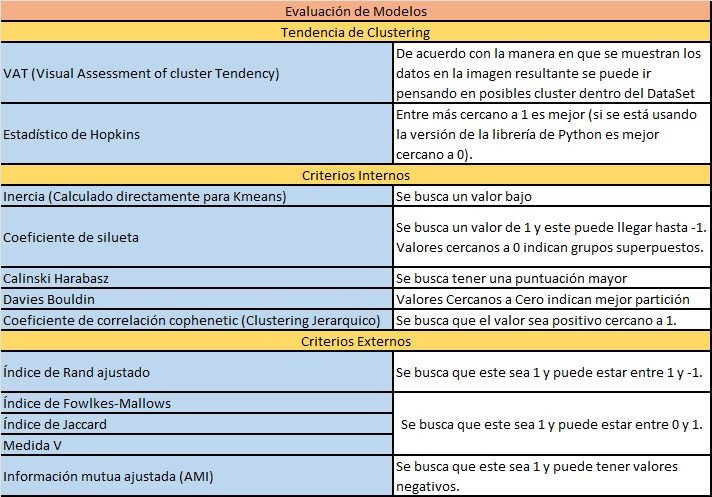 Evaluación de Modelos
Tendencia de Clustering
VAT (Visual Assessment of cluster Tendency)
De acuerdo con la manera en que se muestran los
datos en la imagen resultante se puede ir
pensando en posibles cluster dentro del DataSet
Estadístico de Hopkins
Entre más cercano a 1 es mejor (si se está usando
la versión de la librería de Python es mejor
cercano a 0).
Criterios Internos
Inercia (Calculado directamente para Kmeans)
Se busca un valor bajo
Coeficiente de silueta
Se busca un valor de 1 y este puede llegar hasta -1.
Valores cercanos a 0 indican grupos superpuestos.
Calinski Harabasz
Se busca tener una puntuación mayor
Davies Bouldin
Valores Cercanos a Cero indican mejor partición
Coeficiente de correlación cophenetic (Clustering Jerarquico)
Se busca que el valor sea positivo cercano a 1.
Criterios Externos
Índice de Rand ajustado
Se busca que este sea 1 y puede estar entre 1 y -1.
Índice de Fowlkes-Mallows
Índice de Jaccard
Medida V
Se busca que este sea 1 y puede estar entre 0 y 1.
Información mutua ajustada (AMI)
Se busca que este sea 1 y puede tener valores
negativos.